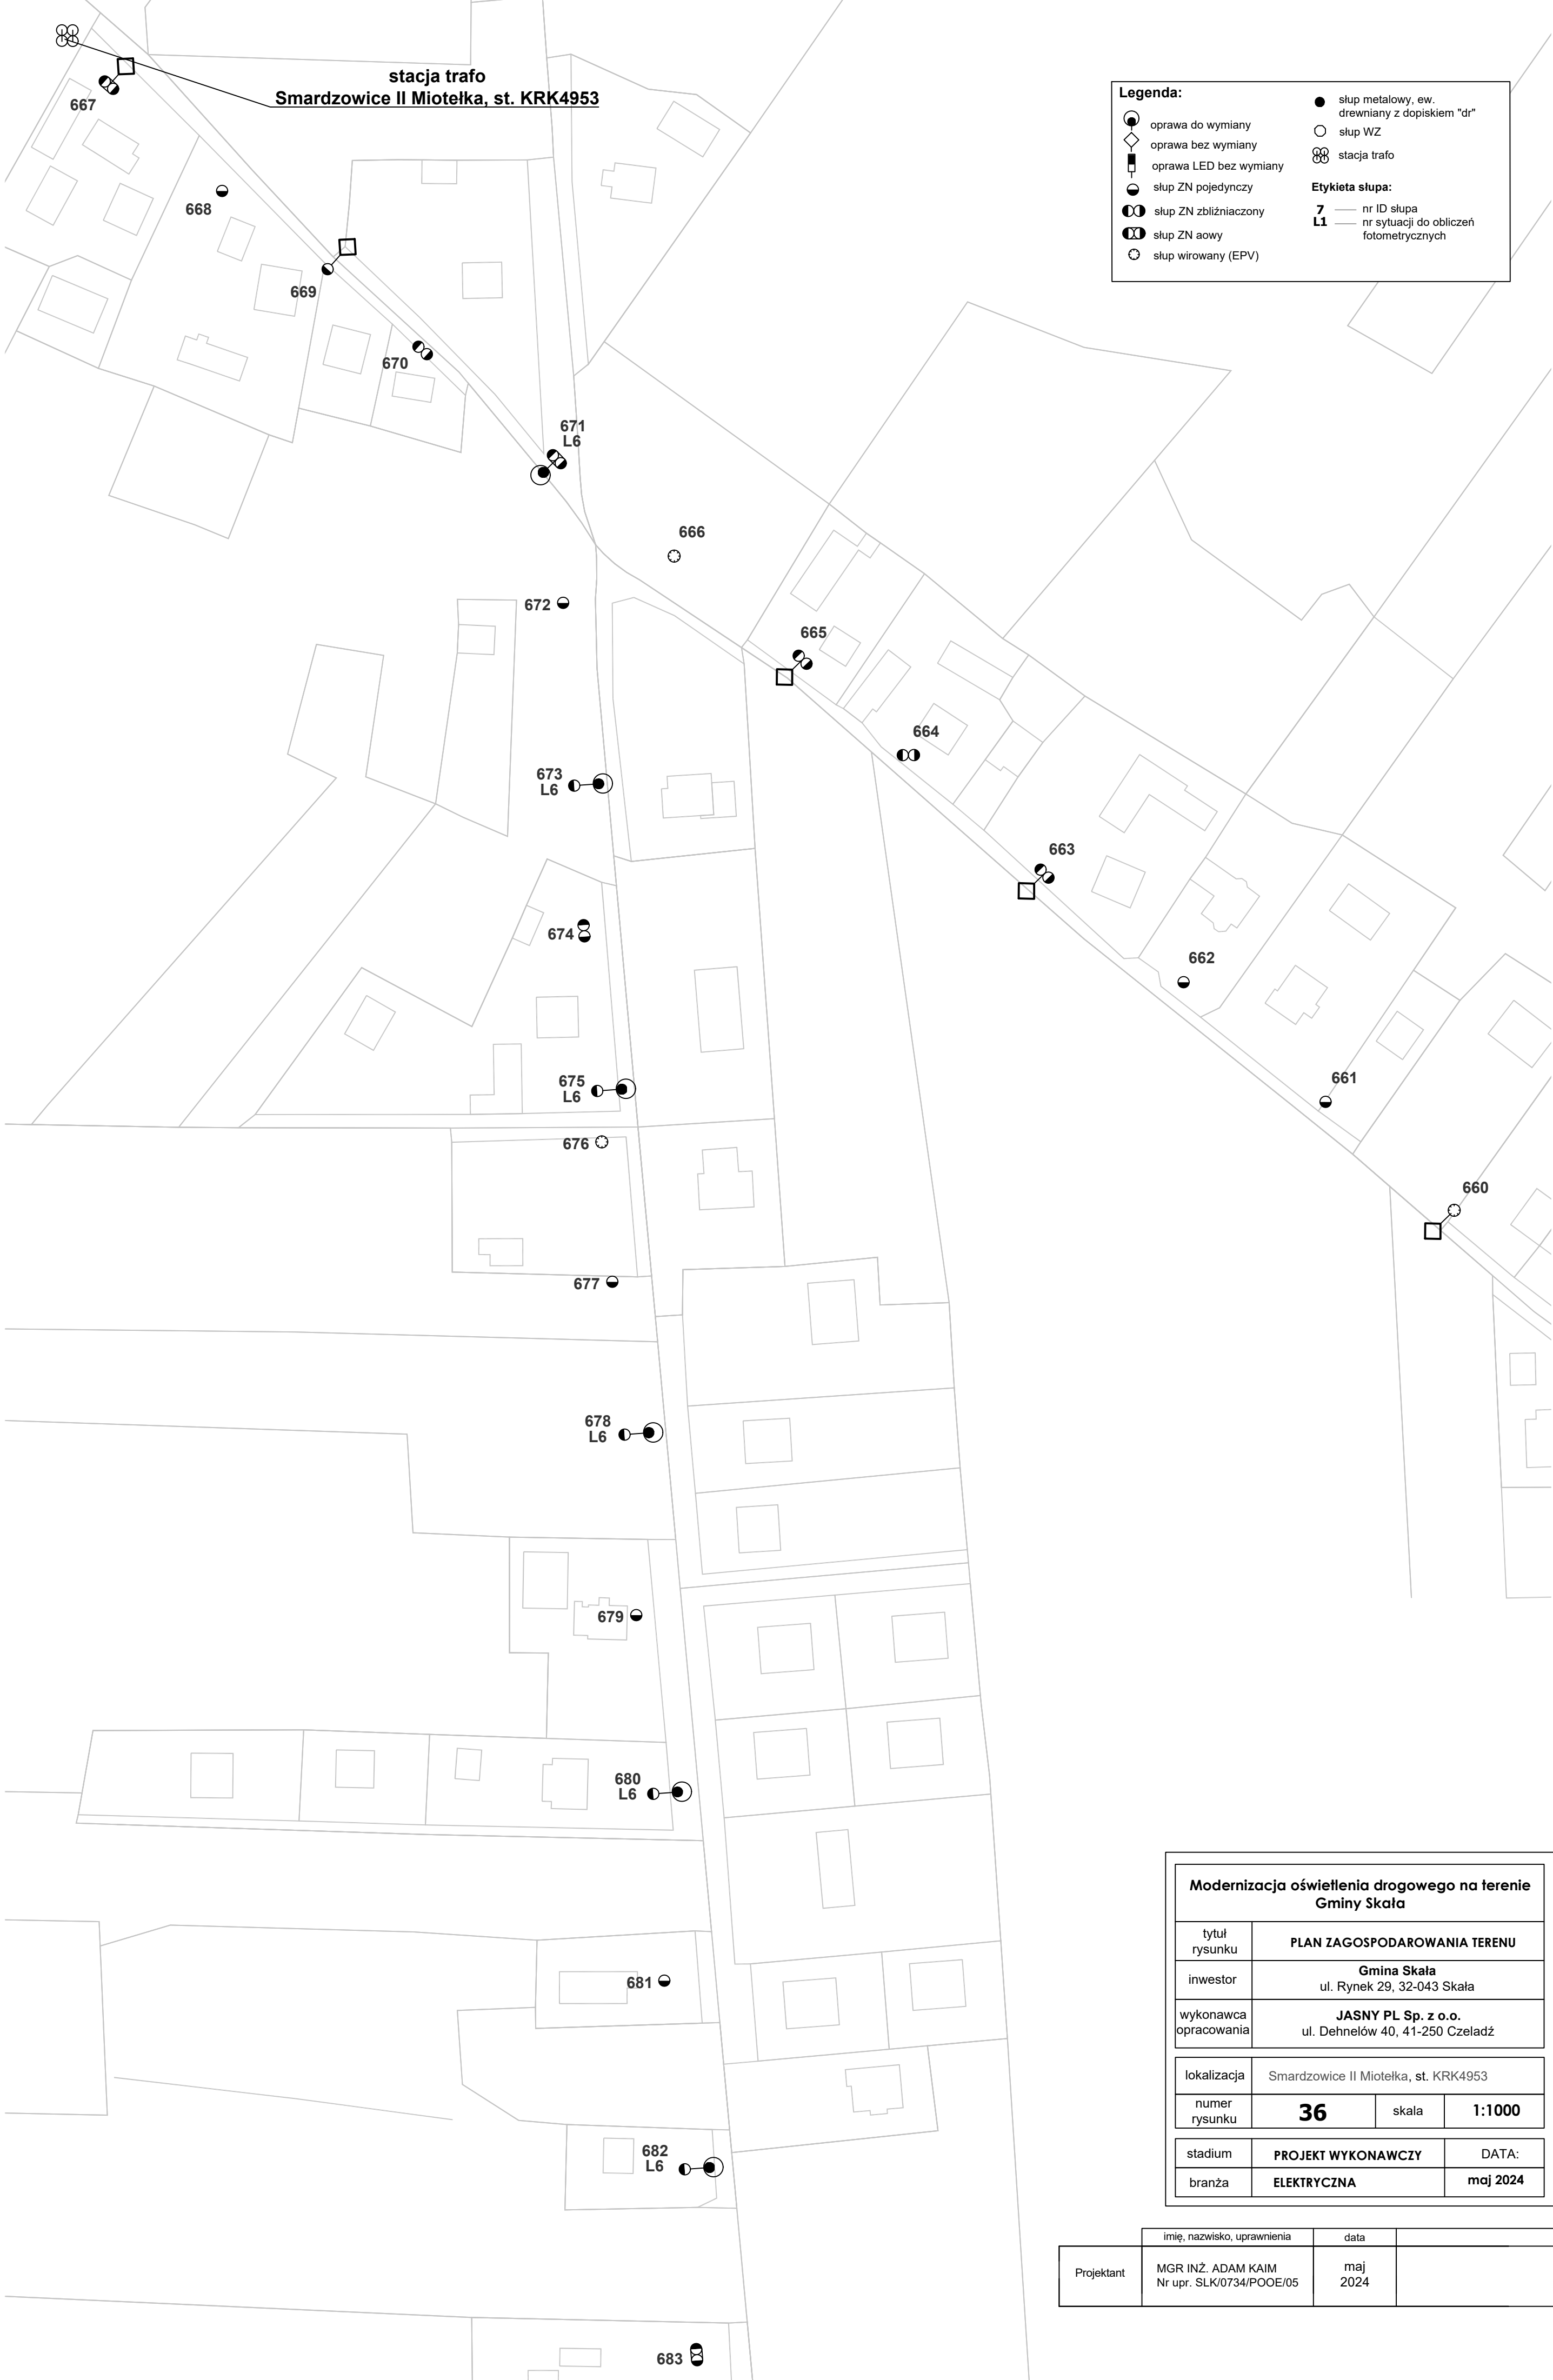 stacja trafo
Smardzowice II Miotełka, st. KRK4953
667
668
669
670
671
L6
666
672
665
664
673
L6
663
674
662
675
L6
661
676
660
677
678
L6
679
680
L6
681
682
L6
683
Legenda:
oprawa do wymiany
oprawa bez wymiany
oprawa LED bez wymiany
słup ZN pojedynczy
słup ZN zbliźniaczony
słup ZN aowy
słup wirowany (EPV)
słup metalowy, ew.
drewniany z dopiskiem "dr"
słup WZ
stacja trafo
Etykieta słupa:
7 nr ID słupa
L1 nr sytuacji do obliczeń
fotometrycznych
Modernizacja oświetlenia drogowego na terenie
Gminy Skała
tytuł
rysunku
PLAN ZAGOSPODAROWANIA TERENU
inwestor
Gmina Skała
ul. Rynek 29, 32-043 Skała
wykonawca
opracowania
JASNY PL Sp. z o.o.
ul. Dehnelów 40, 41-250 Czeladź
lokalizacja
Smardzowice II Miotełka, st. KRK4953
numer
rysunku
36
skala
1:1000
stadium
PROJEKT WYKONAWCZY
DATA:
branża
ELEKTRYCZNA
maj 2024
imię, nazwisko, uprawnienia
data
Projektant
MGR INŻ. ADAM KAIM
Nr upr. SLK/0734/POOE/05
maj
2024